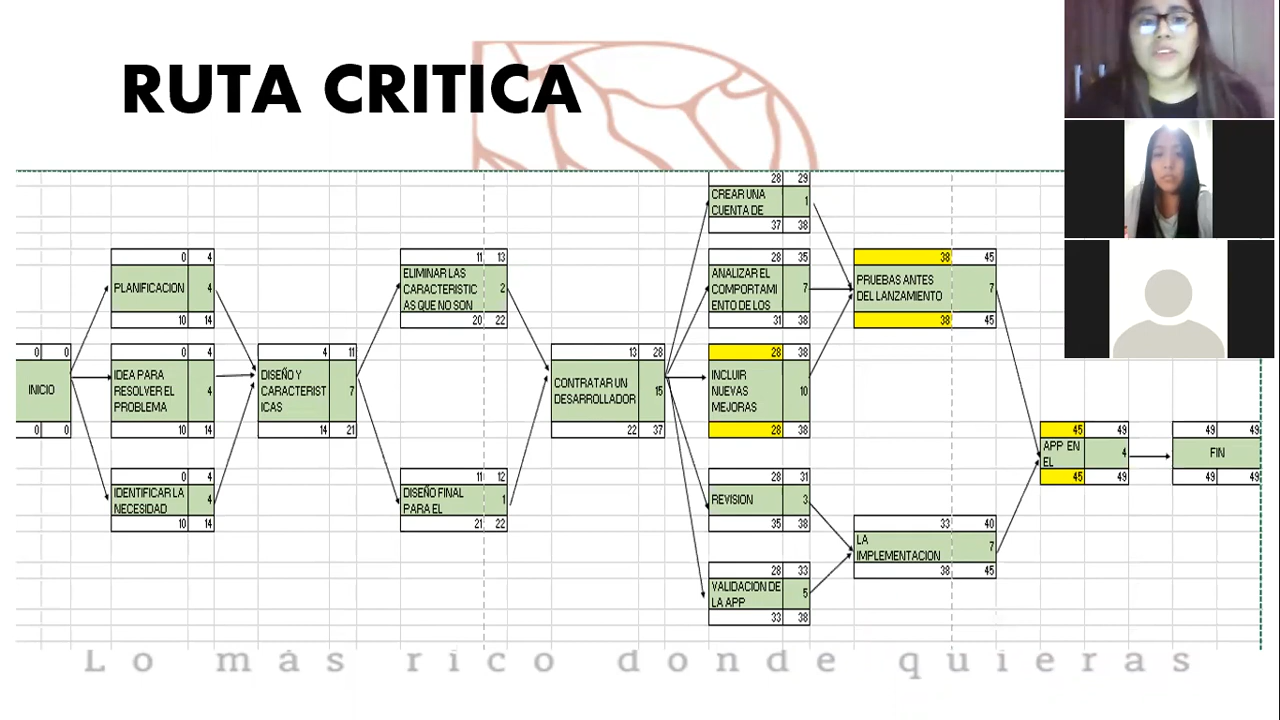 RUTA CRITICA
28 29
CREAR UNA
CUENTA DE
1
37 38
0 4
PLANIFICACION
4
10 14
11 13
ELIMINAR LAS
CARACTERISTIC
AS QUE NO SON
2
20 22
28 35
ANALIZAR EL
COMPORTAMI
ENTO DE LOS
7
31 38
38 45
PRUEBAS ANTES
DEL LANZAMIENTO
7
38 45
0 0
INICIO
0 0
0 4
IDEA PARA
RESOLVER EL
PROBLEMA
4
10 14
4 11
DISEÑO Y
CARACTERIST
ICAS
7
14 21
13 28
CONTRATAR UN
DESARROLLADOR
15
22 37
28 38
INCLUIR
NUEVAS
MEJORAS
10
28 38
45 49
APP EN
EL
4
45 49
49 49
FIN
49 49
0 4
IDENTIFICAR LA
NECESIDAD
4
10 14
11 12
DISEÑO FINAL
PARA EL
1
21 22
28 31
REVISION
3
35 38
33 40
LA
IMPLEMENTACION
7
38 45
28 33
VALIDACION DE
LA APP
5
33 38
Lo más rico donde quieras